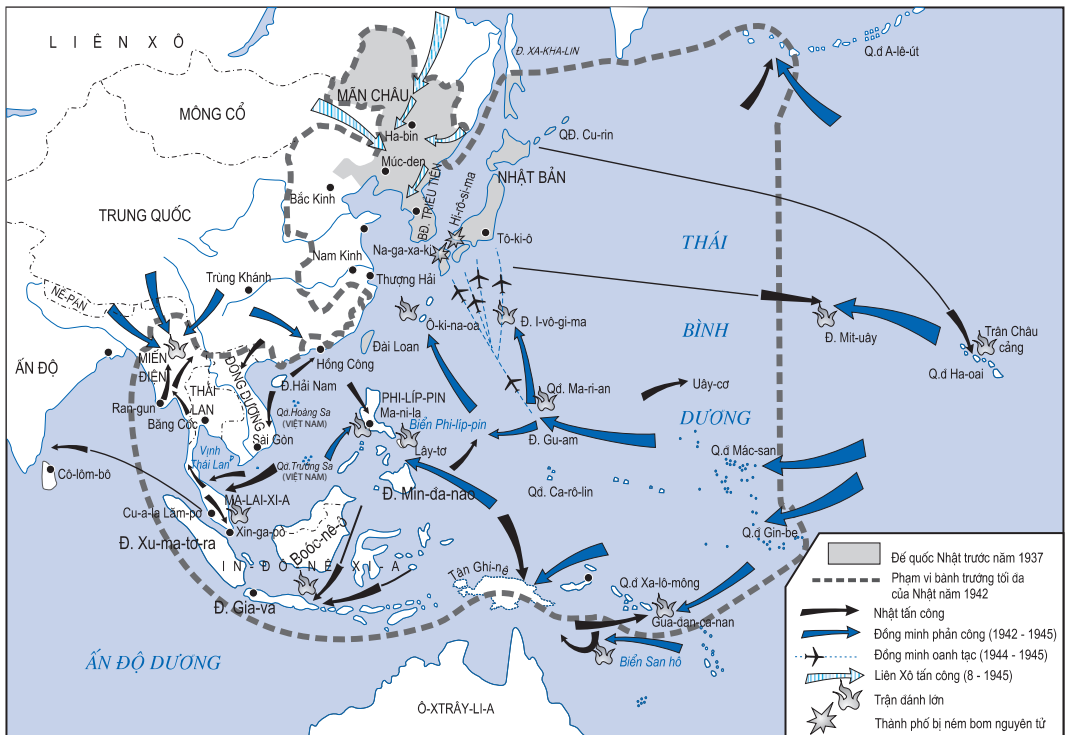 LIÊN XÔ
Đ. XA-KHA-LIN
Q.d A-lê-út
MÃN CHÂU
MÔNG CỔ
Ha-bin
QĐ. Cu-rin
Múc-den
NHẬT BẢN
Bắc Kinh
BĐ. TRIỀU TIÊN
Hi-rô-si-ma
TRUNG QUỐC
Tô-ki-ô
THÁI
Na-ga-xa-ki
Nam Kinh
Thượng Hải
Trùng Khánh
NÊ-PAN
Ô-ki-na-oa
Đ. I-vô-gi-ma
BÌNH
Đ. Mit-uây
Trân Châu
cảng
Đài Loan
MIẾN
ĐIỆN
ẤN ĐỘ
Hồng Công
Q.d Ha-oai
ĐÔNG DƯƠNG
THÁI
LAN
Đ.Hải Nam
PHI-LÍP-PIN
Qd. Ma-ri-an
Uây-cơ
Ran-gun
Qd.Hoàng Sa
(VIỆT NAM)
Ma-ni-la
Biển Phi-líp-pin
DƯƠNG
Băng Cốc
Sài Gòn
Đ. Gu-am
Vịnh
Thái Lan
Lây-tơ
Q.d Mác-san
Cô-lôm-bô
Qd.Trường Sa
(VIỆT NAM)
Đ. Min-đa-nao
Qd. Ca-rô-lin
MA-LAI-XI-A
Cu-a-la Lăm-pơ
Xin-ga-po
Q.d Gin-be
Đ. Xu-ma-tơ-ra
Boóc-nê-ô
IN-ĐÔ-NÊ-XI-A
Tân Ghi-nê
Q.d Xa-lô-mông
Đ. Gia-va
Gua-đan-ca-nan
ẤN ĐỘ DƯƠNG
Biển San hô
Ô-XTRÂY-LI-A
Đế quốc Nhật trước năm 1937
Phạm vi bành trướng tối đa
của Nhật năm 1942
Nhật tấn công
Đồng minh phản công (1942 - 1945)
Đồng minh oanh tạc (1944 - 1945)
Liên Xô tấn công (8 - 1945)
Trận đánh lớn
Thành phố bị ném bom nguyên tử